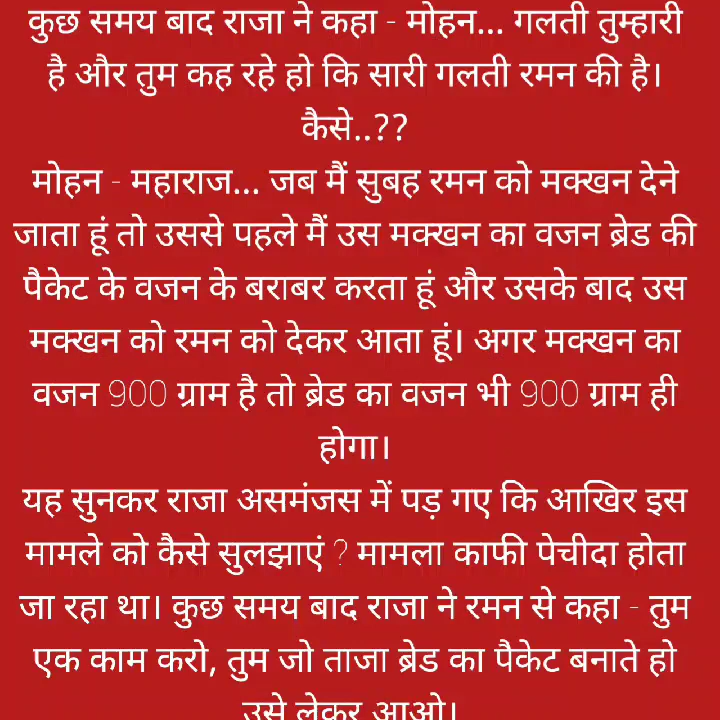 कुछ समय बाद राजा ने कहा - मोहन... गलती तुम्हारी
है और तुम कह रहे हो कि सारी गलती रमन की है।
कैसे..??
मोहन - महाराज... जब मैं सुबह रमन को मक्खन देने
जाता हूं तो उससे पहले मैं उस मक्खन का वजन ब्रेड की
पैकेट के वजन के बराबर करता हूं और उसके बाद उस
मक्खन को रमन को देकर आता हूं। अगर मक्खन का
वजन 900 ग्राम है तो ब्रेड का वजन भी 900 ग्राम ही
होगा।
यह सुनकर राजा असमंजस में पड़ गए कि आखिर इस
मामले को कैसे सुलझाएं ? मामला काफी पेचीदा होता
जा रहा था। कुछ समय बाद राजा ने रमन से कहा - तुम
एक काम करो, तुम जो ताजा ब्रेड का पैकेट बनाते हो
उसे लेकर आओ।